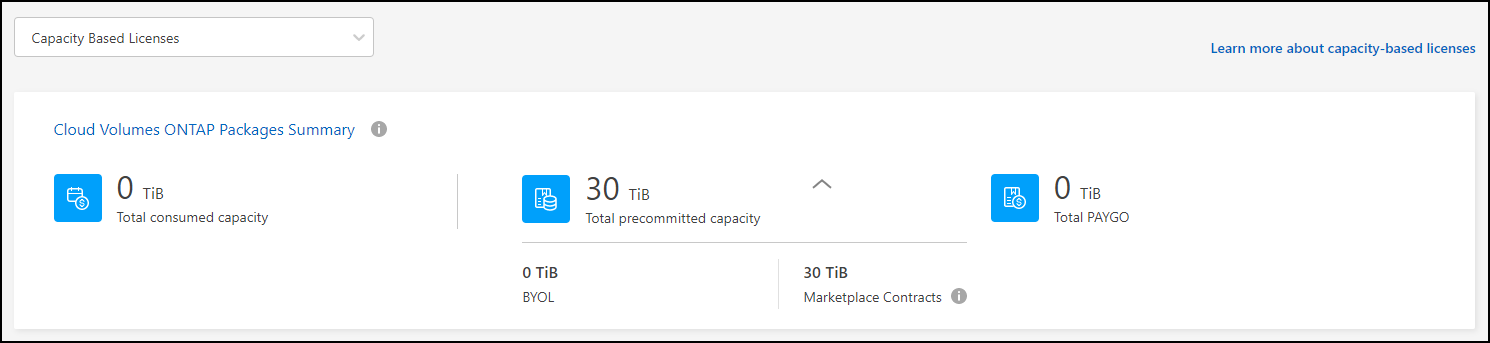 Capacity Based Licenses
Learn more about capacity-based licenses
Cloud Volumes ONTAP Packages Summary
0 TiB
Total consumed capacity
30 TiB
Total precommitted capacity
0 TiB
Total PAYGO
0 TiB
BYOL
30 TiB
Marketplace Contracts